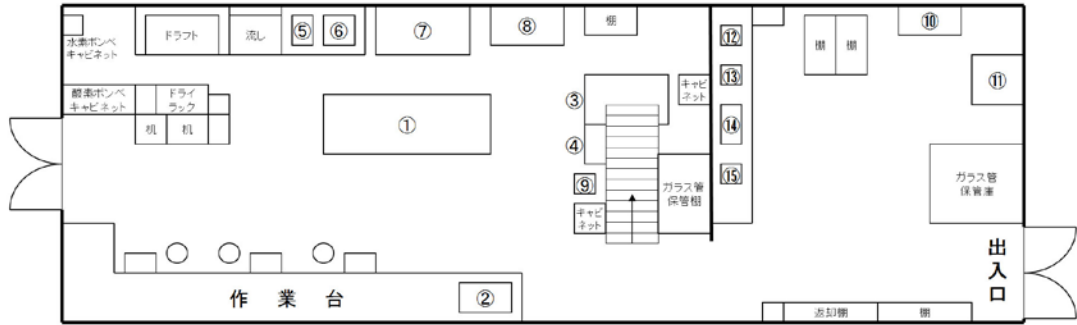 水素ボンベ
キャビネット
ドラフト
流し
⑤
⑥
⑦
⑧
棚
⑫
棚
棚
⑩
酸素ボンベ
キャビネット
ドライ
ラック
机
机
①
③
④
キャビ
ネット
⑬
⑭
⑪
⑨
キャビ
ネット
ガラス管
保管棚
⑮
ガラス管
保管庫
作業台
②
返却棚
棚
出入口